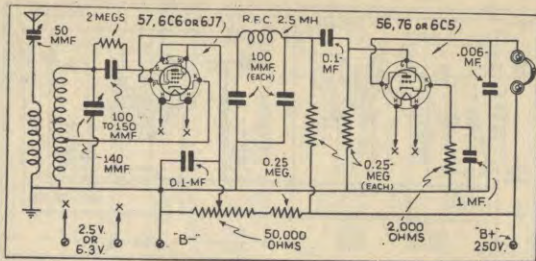 50
MMF.
2 MEGS
57, 6C6 OR 6J7
R.F.C. 2.5 MH
56, 76 OR 6C5
100
MMF.
(EACH)
0.1-
MF
.006-
MF.
100
TO 150
MMF
140
MMF
0.1-MF
0.25
MEG.
0.25-
MEG
(EACH)
1 MF.
2,000
OHMS
50,000
OHMS
2.5 V.
OR
6.3 V.
"B-"
"B+"
250V.
X
X
X
X
X
X